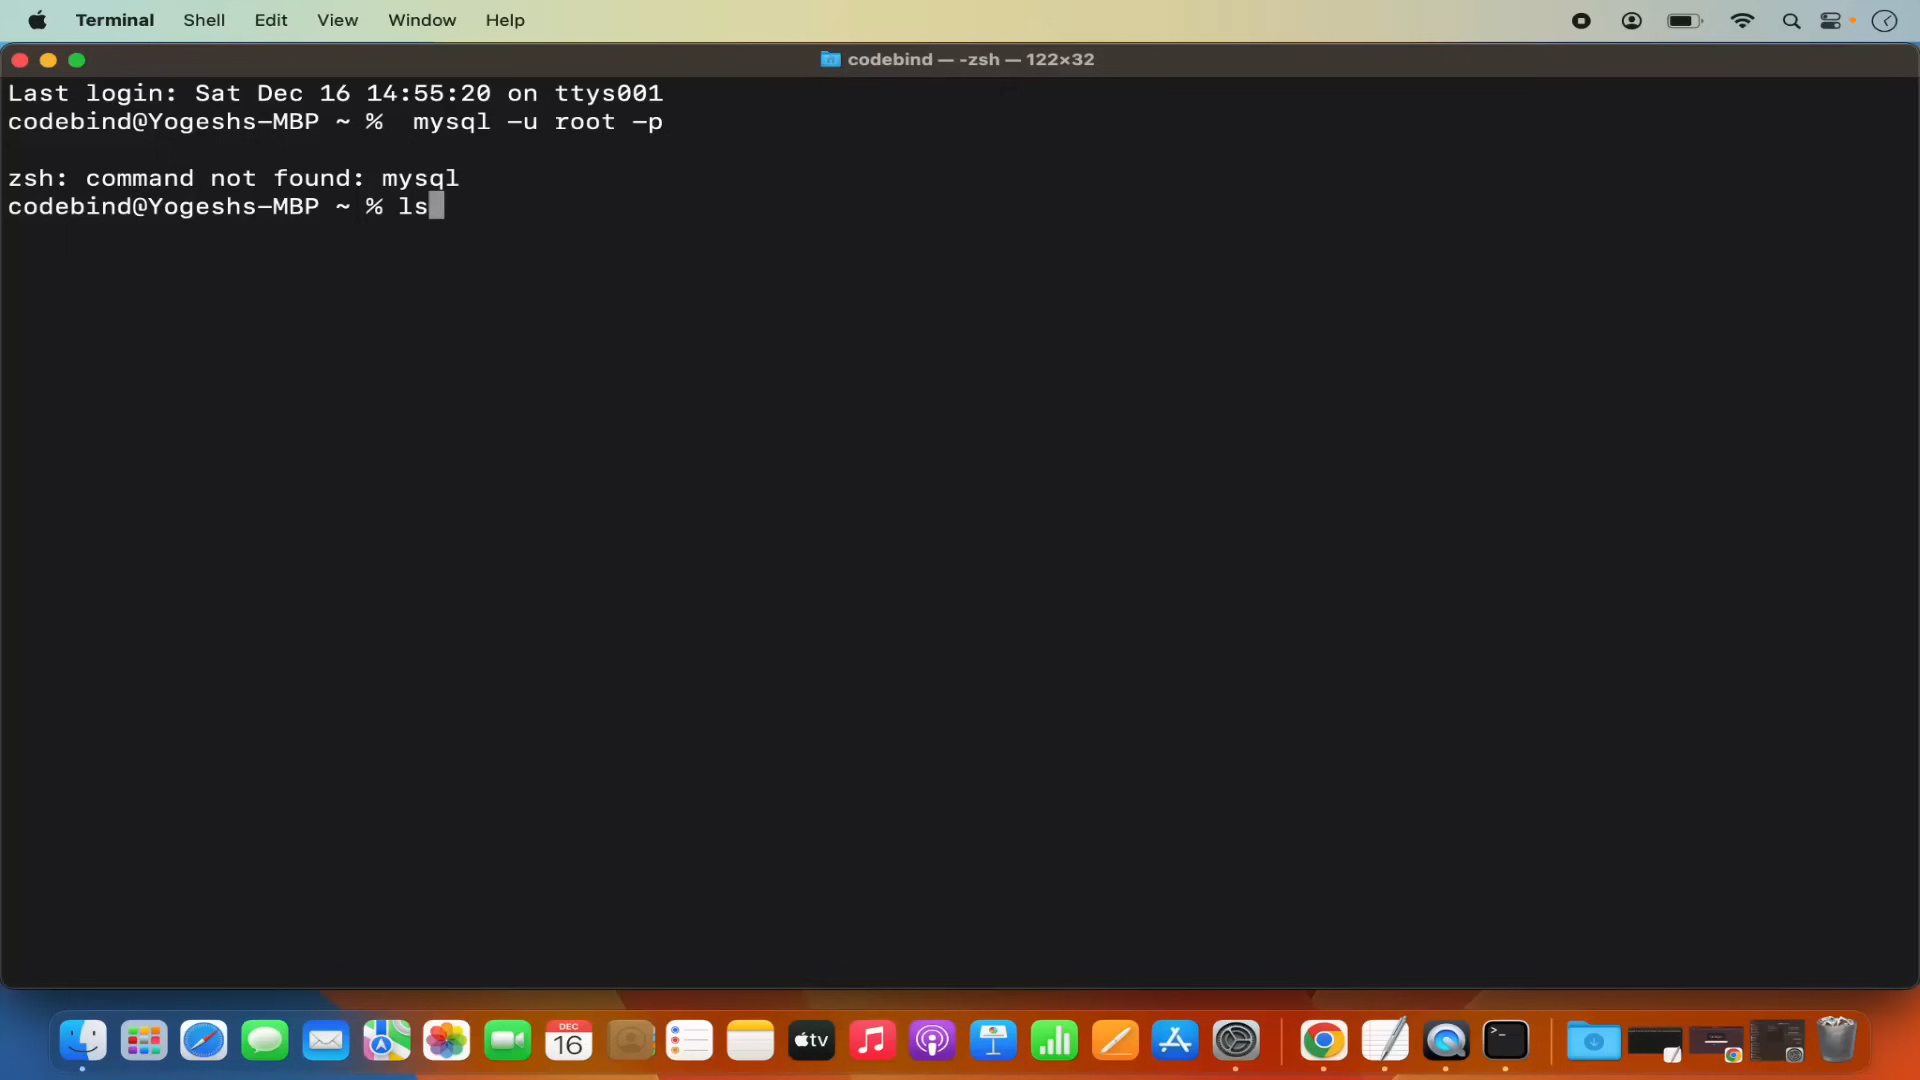 Terminal Shell Edit View Window Help
codebind — -zsh — 122×32
Last login: Sat Dec 16 14:55:20 on ttys001
codebind@Yogeshs-MBP ~ %  mysql -u root -p
zsh: command not found: mysql
codebind@Yogeshs-MBP ~ % ls
DEC
16
tv
>_